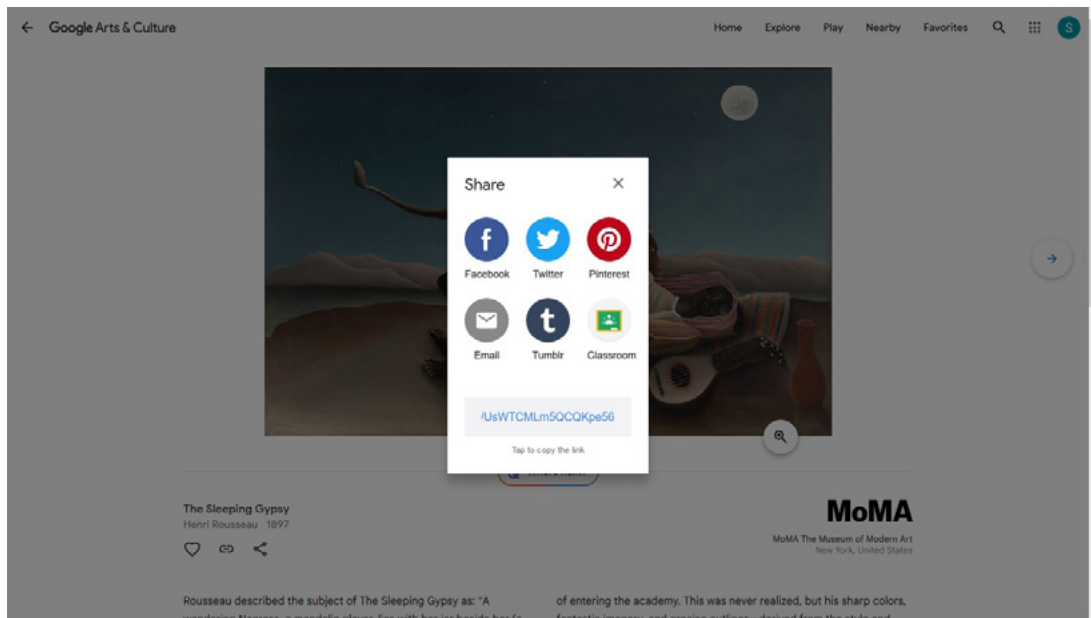 Google Arts & Culture
Home Explore Play Nearby Favorites
S
Share
Facebook Twitter Pinterest
Email Tumblr Classroom
/UsWTCMLm5QCQKpe56
Tap to copy the link
The Sleeping Gypsy
Henri Rousseau 1897
MoMA
MoMA The Museum of Modern Art
New York, United States
Rousseau described the subject of The Sleeping Gypsy as: "A
of entering the academy. This was never realized, but his sharp colors,